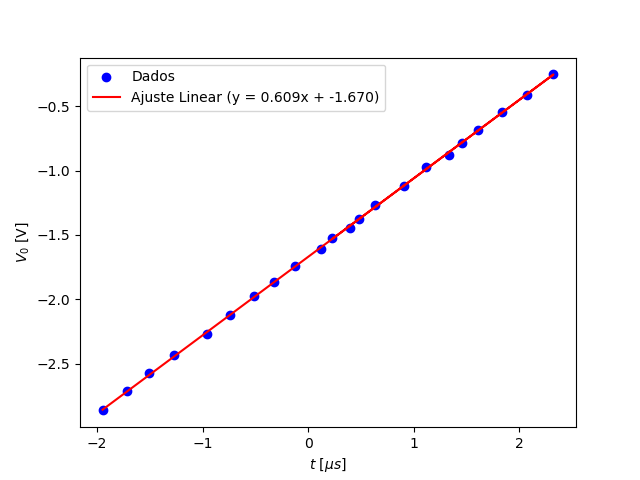 Dados
Ajuste Linear (y = 0.609x + -1.670)
−0.5
−1.0
−1.5
−2.0
−2.5
V₀ [V]
−2
−1
0
1
2
t [μs]